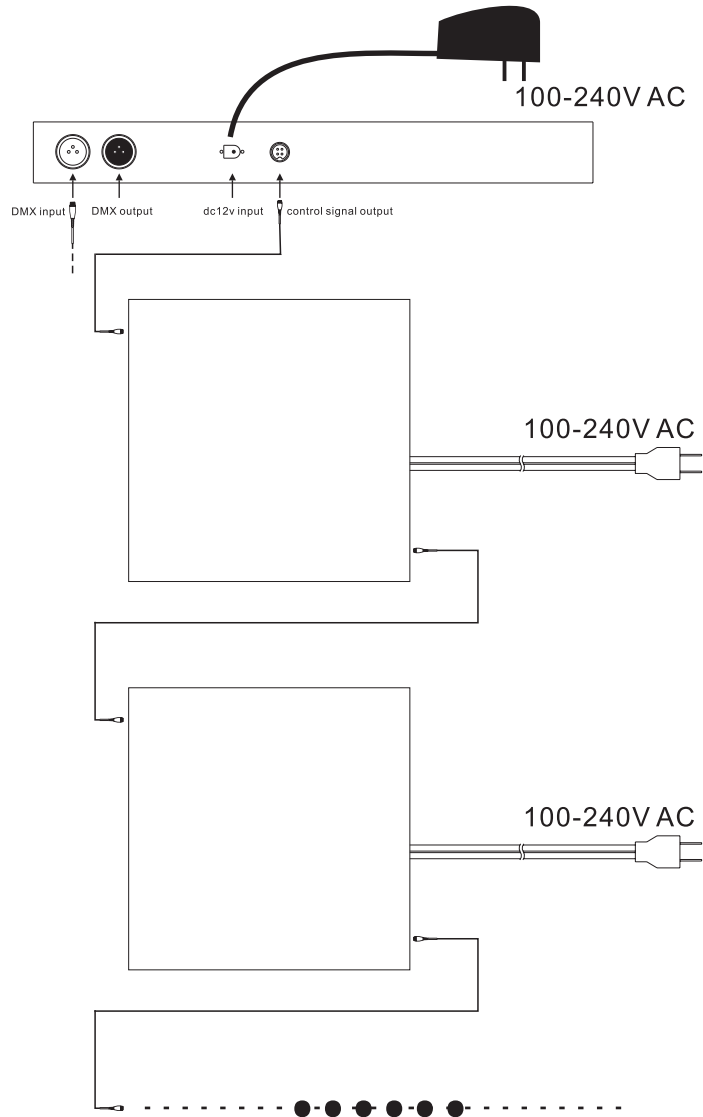 100-240V AC
DMX input
DMX output
dc12v input
control signal output
100-240V AC
100-240V AC